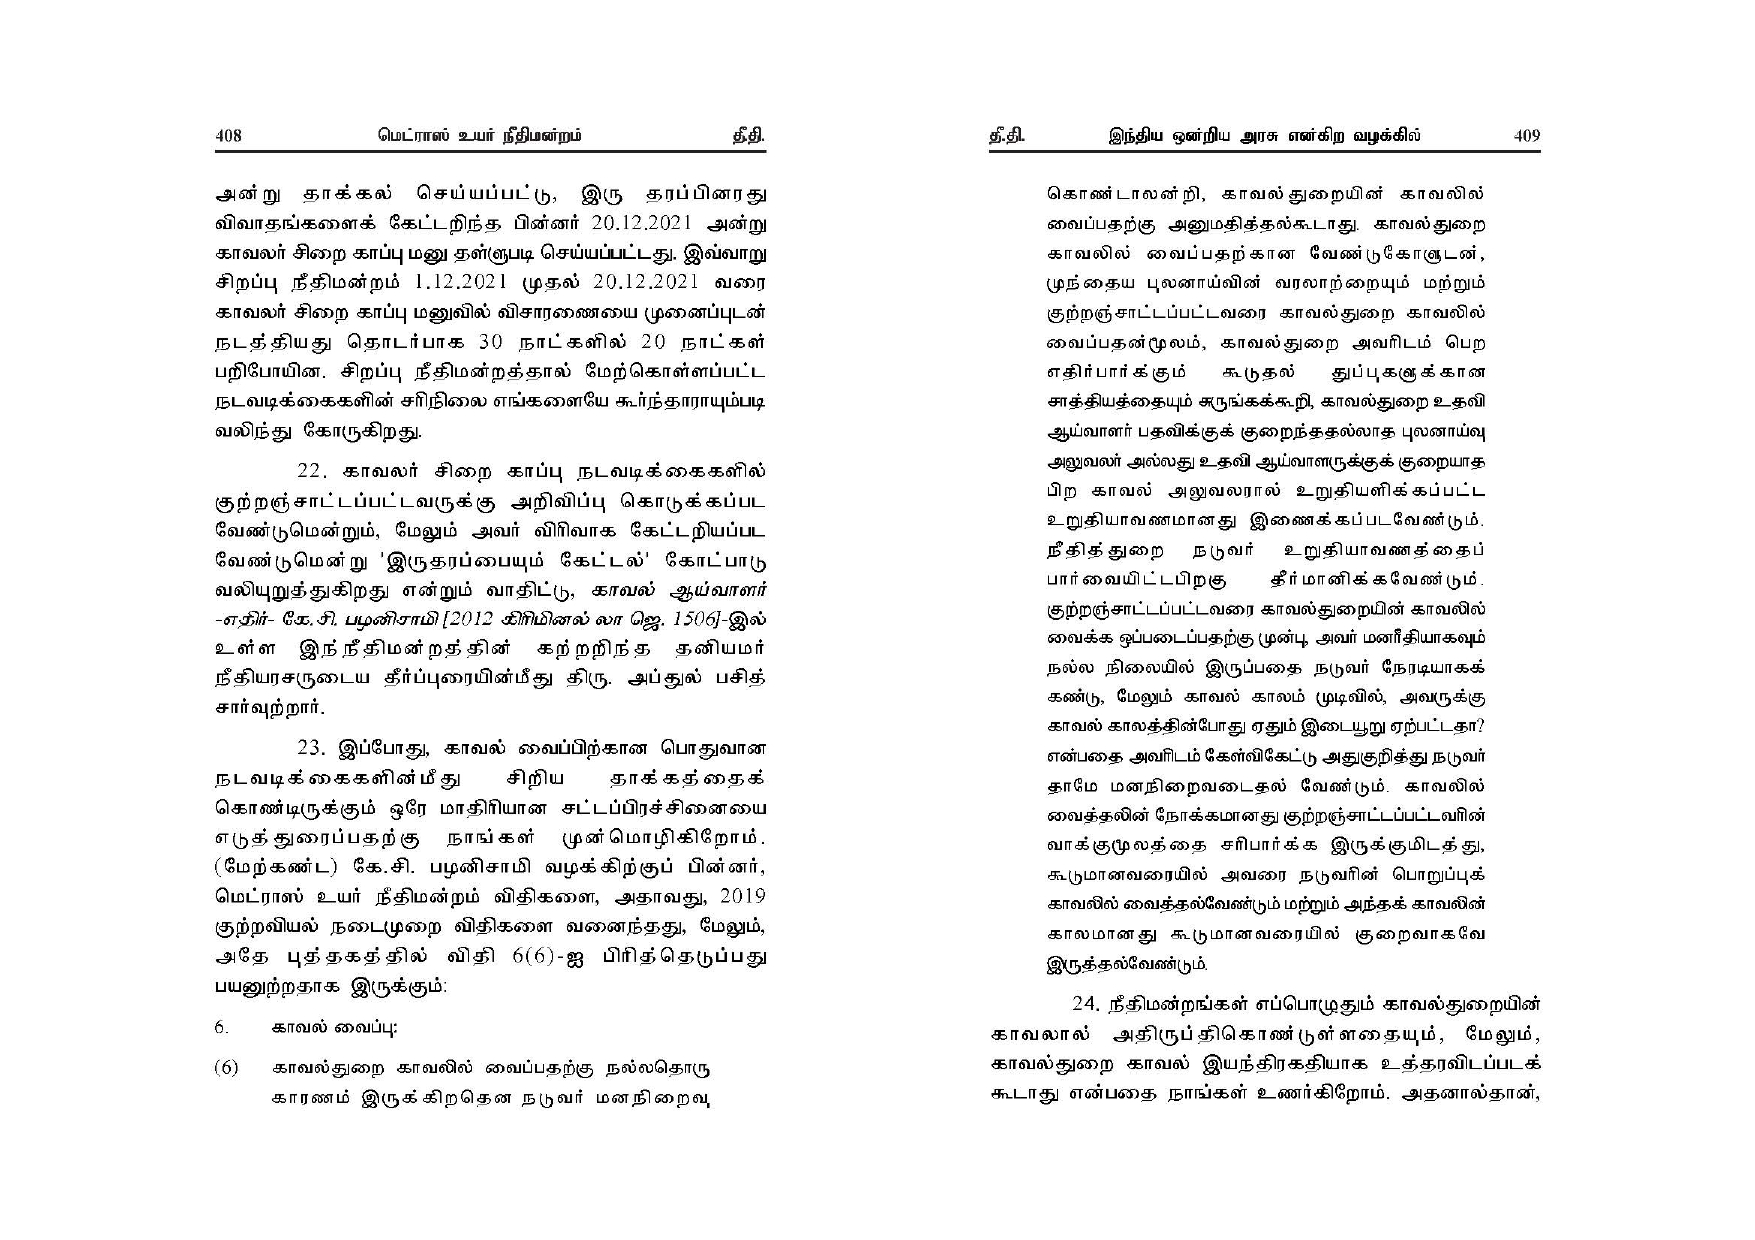 408 மெட்ராஸ் உயர் நீதிமன்றம் தீ.தி.
அன்று தாக்கல் செய்யப்பட்டு, இரு தரப்பினரது
விவாதங்களைக் கேட்டறிந்த பின்னர் 20.12.2021 அன்று
காவலர் சிறை காப்பு மனு தள்ளுபடி செய்யப்பட்டது. இவ்வாறு
சிறப்பு நீதிமன்றம் 1.12.2021 முதல் 20.12.2021 வரை
காவலர் சிறை காப்பு மனுவில் விசாரணையை முனைப்புடன்
நடத்தியது தொடர்பாக 30 நாட்களில் 20 நாட்கள்
பறிபோயின. சிறப்பு நீதிமன்றத்தால் மேற்கொள்ளப்பட்ட
நடவடிக்கைகளின் சரிநிலை எங்களையே கூர்ந்தாராயும்படி
வலிந்து கோருகிறது.
22. காவலர் சிறை காப்பு நடவடிக்கைகளில்
குற்றஞ்சாட்டப்பட்டவருக்கு அறிவிப்பு கொடுக்கப்பட
வேண்டுமென்றும், மேலும் அவர் விரிவாக கேட்டறியப்பட
வேண்டுமென்று 'இருதரப்பையும் கேட்டல்' கோட்பாடு
வலியுறுத்துகிறது என்றும் வாதிட்டு, காவல் ஆய்வாளர்
-எதிர்- கே.சி. பழனிசாமி [2012 கிரிமினல் லா ஜெ. 1506]-இல்
உள்ள இந்நீதிமன்றத்தின் கற்றறிந்த தனியமர்
நீதியரசருடைய தீர்ப்புரையின்மீது திரு. அப்துல் பசித்
சார்வுற்றார்.
23. இப்போது, காவல் வைப்பிற்கான பொதுவான
நடவடிக்கைகளின்மீது சிறிய தாக்கத்தைக்
கொண்டிருக்கும் ஒரே மாதிரியான சட்டப்பிரச்சினையை
எடுத்துரைப்பதற்கு நாங்கள் முன்மொழிகிறோம்.
(மேற்கண்ட) கே.சி. பழனிசாமி வழக்கிற்குப் பின்னர்,
மெட்ராஸ் உயர் நீதிமன்றம் விதிகளை, அதாவது, 2019
குற்றவியல் நடைமுறை விதிகளை வனைந்தது, மேலும்,
அதே புத்தகத்தில் விதி 6(6)-ஐ பிரித்தெடுப்பது
பயனுற்றதாக இருக்கும்:
6. காவல் வைப்பு:
(6) காவல்துறை காவலில் வைப்பதற்கு நல்லதொரு
காரணம் இருக்கிறதென நடுவர் மனநிறைவு
தீ.தி. இந்திய ஒன்றிய அரசு என்கிற வழக்கில் 409
கொண்டாலன்றி, காவல்துறையின் காவலில்
வைப்பதற்கு அனுமதித்தல்கூடாது. காவல்துறை
காவலில் வைப்பதற்கான வேண்டுகோளுடன்,
முந்தைய புலனாய்வின் வரலாற்றையும் மற்றும்
குற்றஞ்சாட்டப்பட்டவரை காவல்துறை காவலில்
வைப்பதன்மூலம், காவல்துறை அவரிடம் பெற
எதிர்பார்க்கும் கூடுதல் துப்புகளுக்கான
சாத்தியத்தையும் சுருங்கக்கூறி, காவல்துறை உதவி
ஆய்வாளர் பதவிக்குக் குறைந்ததல்லாத புலனாய்வு
அலுவலர் அல்லது உதவி ஆய்வாளருக்குக் குறையாத
பிற காவல் அலுவலரால் உறுதியளிக்கப்பட்ட
உறுதியாவணமானது இணைக்கப்படவேண்டும்.
நீதித்துறை நடுவர் உறுதியாவணத்தைப்
பார்வையிட்டபிறகு தீர்மானிக்கவேண்டும்.
குற்றஞ்சாட்டப்பட்டவரை காவல்துறையின் காவலில்
வைக்க ஒப்படைப்பதற்கு முன்பு, அவர் மனரீதியாகவும்
நல்ல நிலையில் இருப்பதை நடுவர் நேரடியாகக்
கண்டு, மேலும் காவல் காலம் முடிவில், அவருக்கு
காவல் காலத்தின்போது ஏதும் இடையூறு ஏற்பட்டதா?
என்பதை அவரிடம் கேள்விகேட்டு அதுகுறித்து நடுவர்
தாமே மனநிறைவடைதல் வேண்டும். காவலில்
வைத்தலின் நோக்கமானது குற்றஞ்சாட்டப்பட்டவரின்
வாக்குமூலத்தை சரிபார்க்க இருக்குமிடத்து,
கூடுமானவரையில் அவரை நடுவரின் பொறுப்புக்
காவலில் வைத்தல்வேண்டும் மற்றும் அந்தக் காவலின்
காலமானது கூடுமானவரையில் குறைவாகவே
இருத்தல்வேண்டும்.
24. நீதிமன்றங்கள் எப்பொழுதும் காவல்துறையின்
காவலால் அதிருப்திகொண்டுள்ளதையும், மேலும்,
காவல்துறை காவல் இயந்திரகதியாக உத்தரவிடப்படக்
கூடாது என்பதை நாங்கள் உணர்கிறோம். அதனால்தான்,